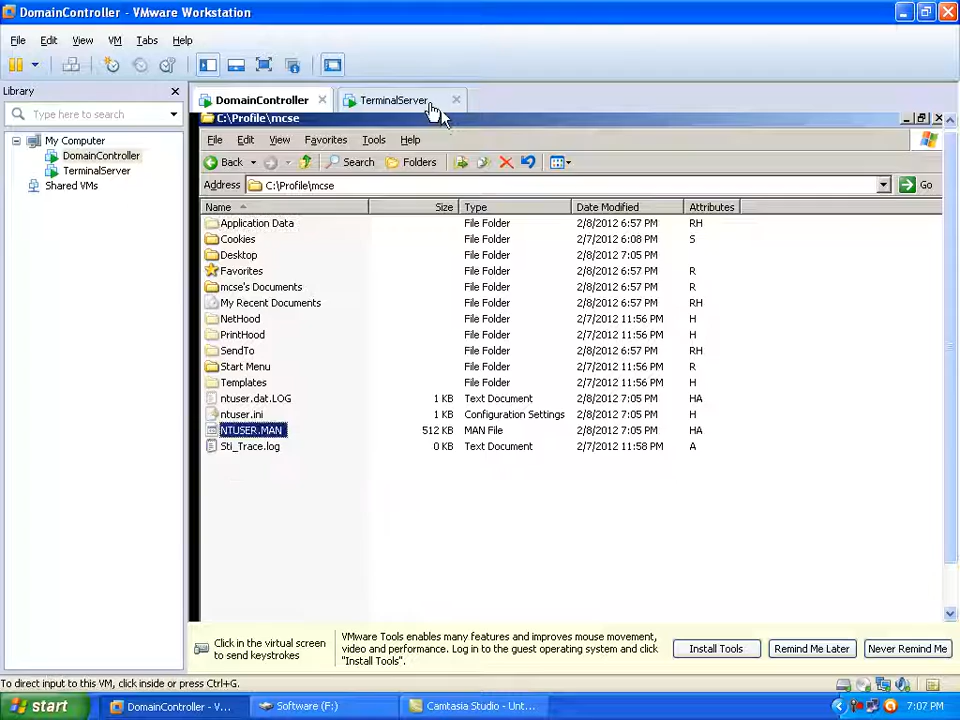 DomainController - VMware Workstation
File Edit View VM Tabs Help
Library
Type here to search
My Computer
DomainController
TerminalServer
Shared VMs
DomainController TerminalServer
C:\Profile\mcse
File Edit View Favorites Tools Help
Back Search Folders
Address C:\Profile\mcse Go
Name Size Type Date Modified Attributes
Application Data File Folder 2/8/2012 6:57 PM RH
Cookies File Folder 2/7/2012 6:08 PM S
Desktop File Folder 2/8/2012 7:05 PM
Favorites File Folder 2/8/2012 6:57 PM R
mcse's Documents File Folder 2/8/2012 6:57 PM R
My Recent Documents File Folder 2/8/2012 6:57 PM RH
NetHood File Folder 2/7/2012 11:56 PM H
PrintHood File Folder 2/7/2012 11:56 PM H
SendTo File Folder 2/8/2012 6:57 PM RH
Start Menu File Folder 2/7/2012 11:56 PM R
Templates File Folder 2/7/2012 11:56 PM H
ntuser.dat.LOG 1 KB Text Document 2/8/2012 7:05 PM HA
ntuser.ini 1 KB Configuration Settings 2/8/2012 7:05 PM H
NTUSER.MAN 512 KB MAN File 2/8/2012 7:05 PM HA
Sti_Trace.log 0 KB Text Document 2/7/2012 11:58 PM A
Click in the virtual screen
to send keystrokes
VMware Tools enables many features and improves mouse movement,
video and performance. Log in to the guest operating system and click
"Install Tools".
Install Tools Remind Me Later Never Remind Me
To direct input to this VM, click inside or press Ctrl+G.
start DomainController - V... Software (F:) Camtasia Studio - Unt... 7:07 PM